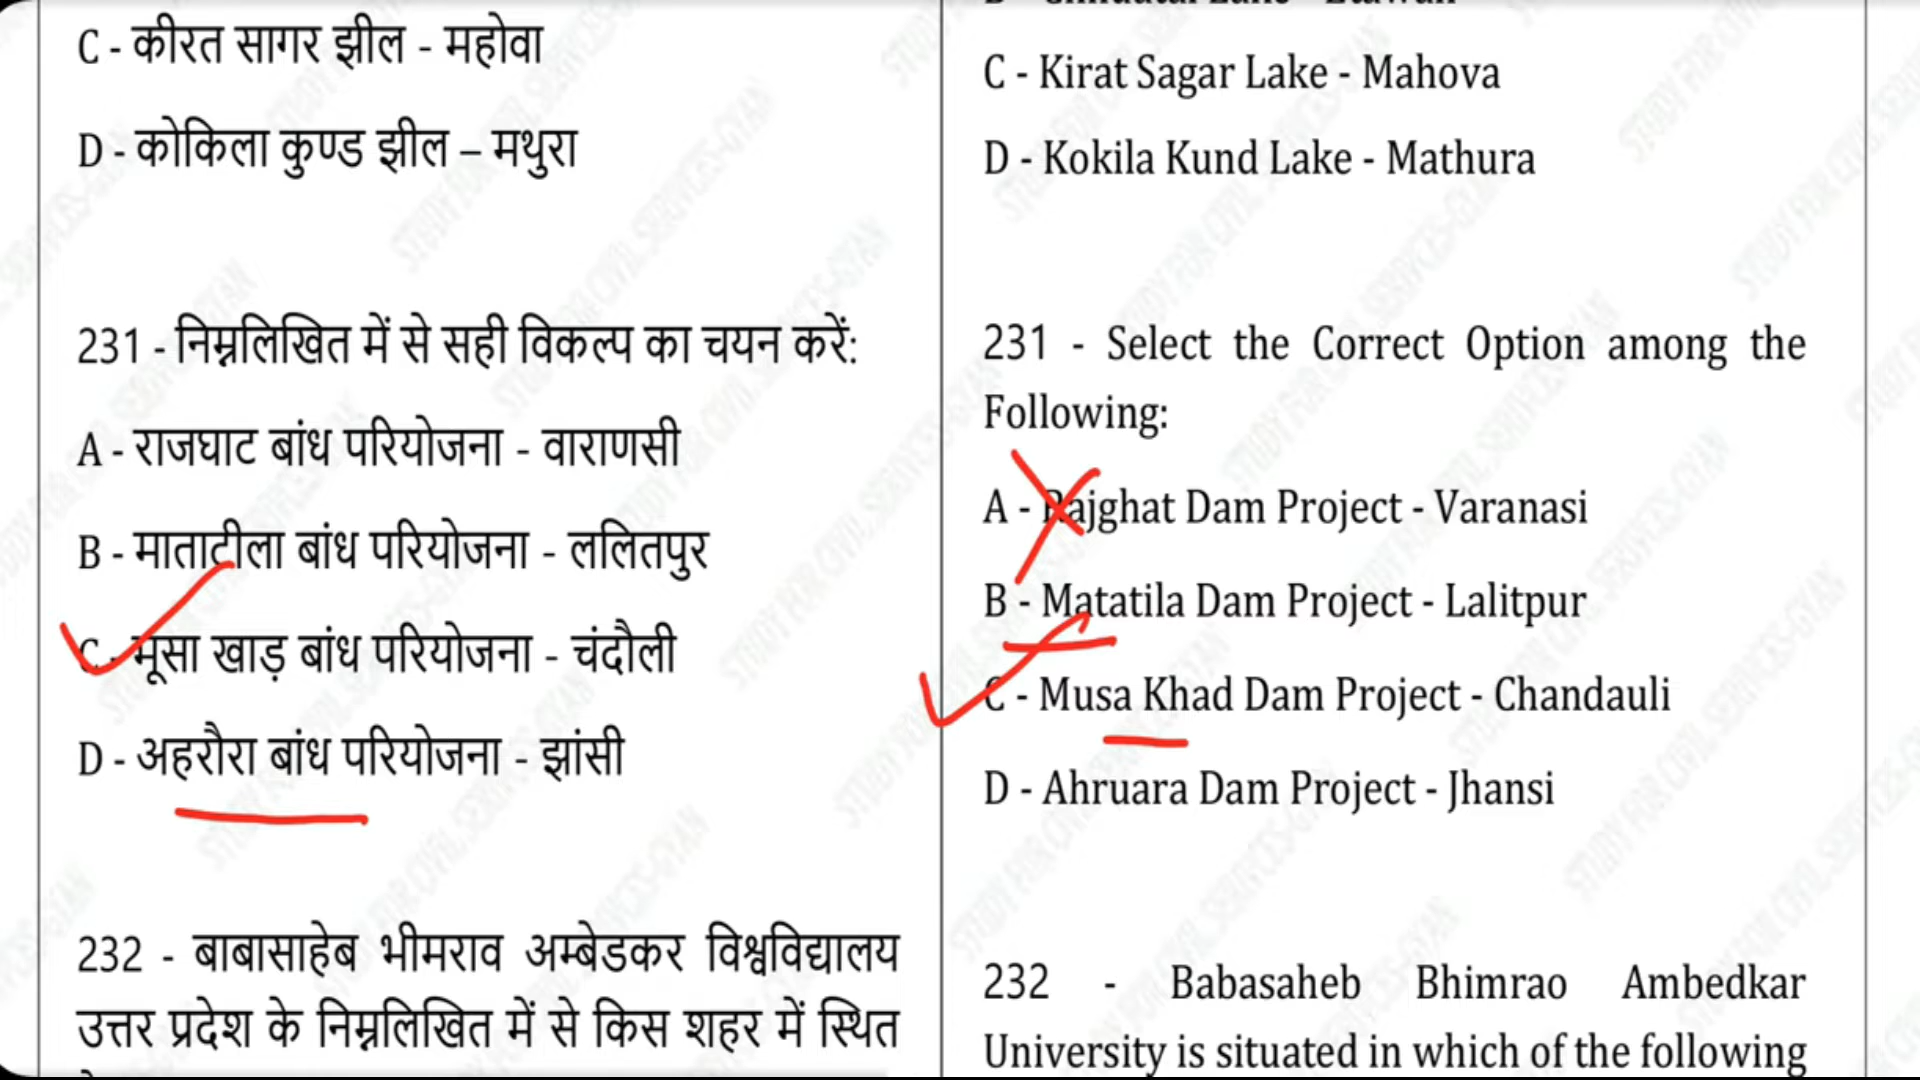 C - कीरत सागर झील - महोवा
D - कोकिला कुण्ड झील – मथुरा
231 - निम्नलिखित में से सही विकल्प का चयन करें:
A - राजघाट बांध परियोजना - वाराणसी
B - माताटीला बांध परियोजना - ललितपुर
C - मूसा खाड़ बांध परियोजना - चंदौली
D - अहरौरा बांध परियोजना - झांसी
232 - बाबासाहेब भीमराव अम्बेडकर विश्वविद्यालय
उत्तर प्रदेश के निम्नलिखित में से किस शहर में स्थित
C - Kirat Sagar Lake - Mahova
D - Kokila Kund Lake - Mathura
231 - Select the Correct Option among the
Following:
A - Rajghat Dam Project - Varanasi
B - Matatila Dam Project - Lalitpur
C - Musa Khad Dam Project - Chandauli
D - Ahruara Dam Project - Jhansi
232 - Babasaheb Bhimrao Ambedkar
University is situated in which of the following